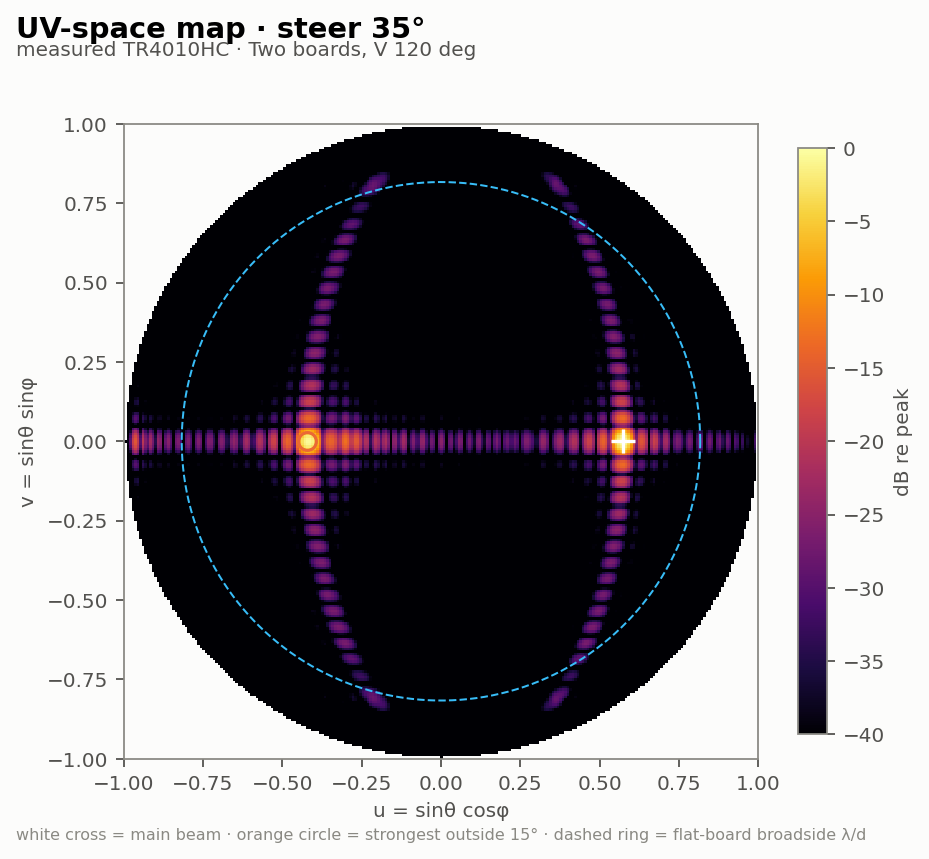 UV-space map · steer 35°
measured TR4010HC · Two boards, V 120 deg
1.00
0.75
0.50
0.25
0.00
−0.25
−0.50
−0.75
−1.00
v = sinθ sinφ
−1.00 −0.75 −0.50 −0.25 0.00 0.25 0.50 0.75 1.00
u = sinθ cosφ
0
−5
−10
−15
−20
−25
−30
−35
−40
dB re peak
white cross = main beam · orange circle = strongest outside 15° · dashed ring = flat-board broadside λ/d